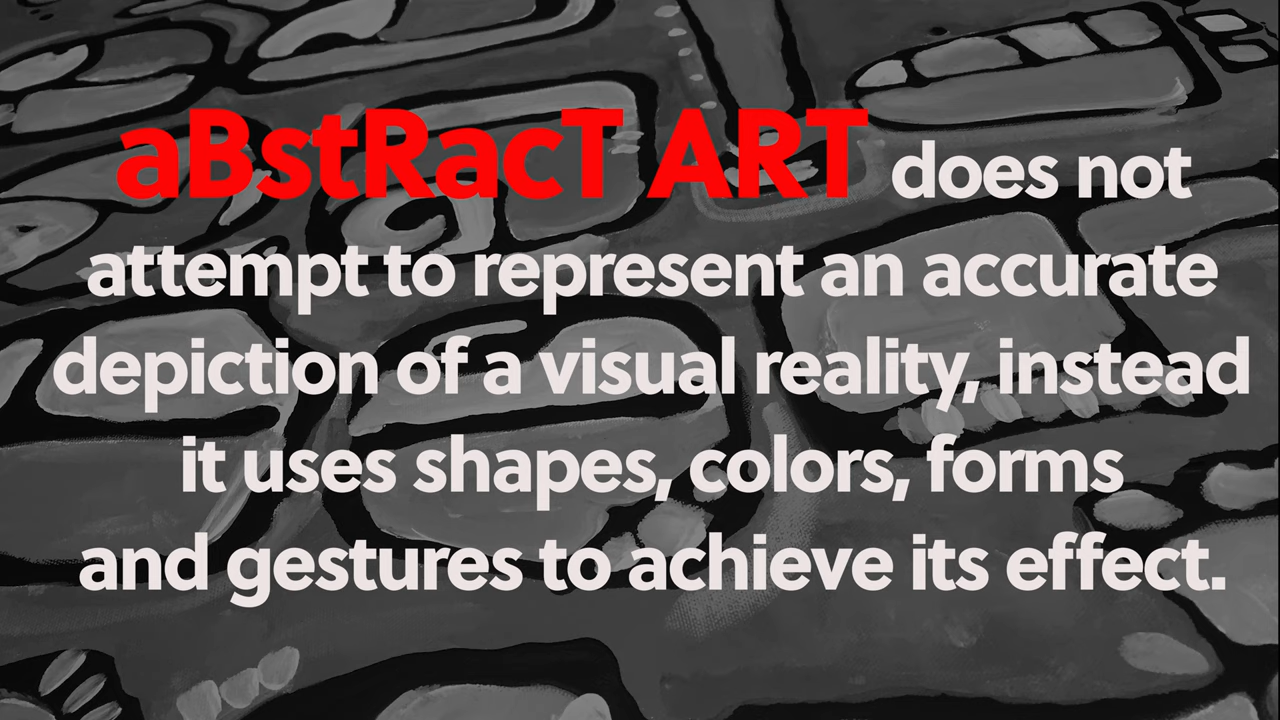 aBstRacT ART does not
attempt to represent an accurate
depiction of a visual reality, instead
it uses shapes, colors, forms
and gestures to achieve its effect.